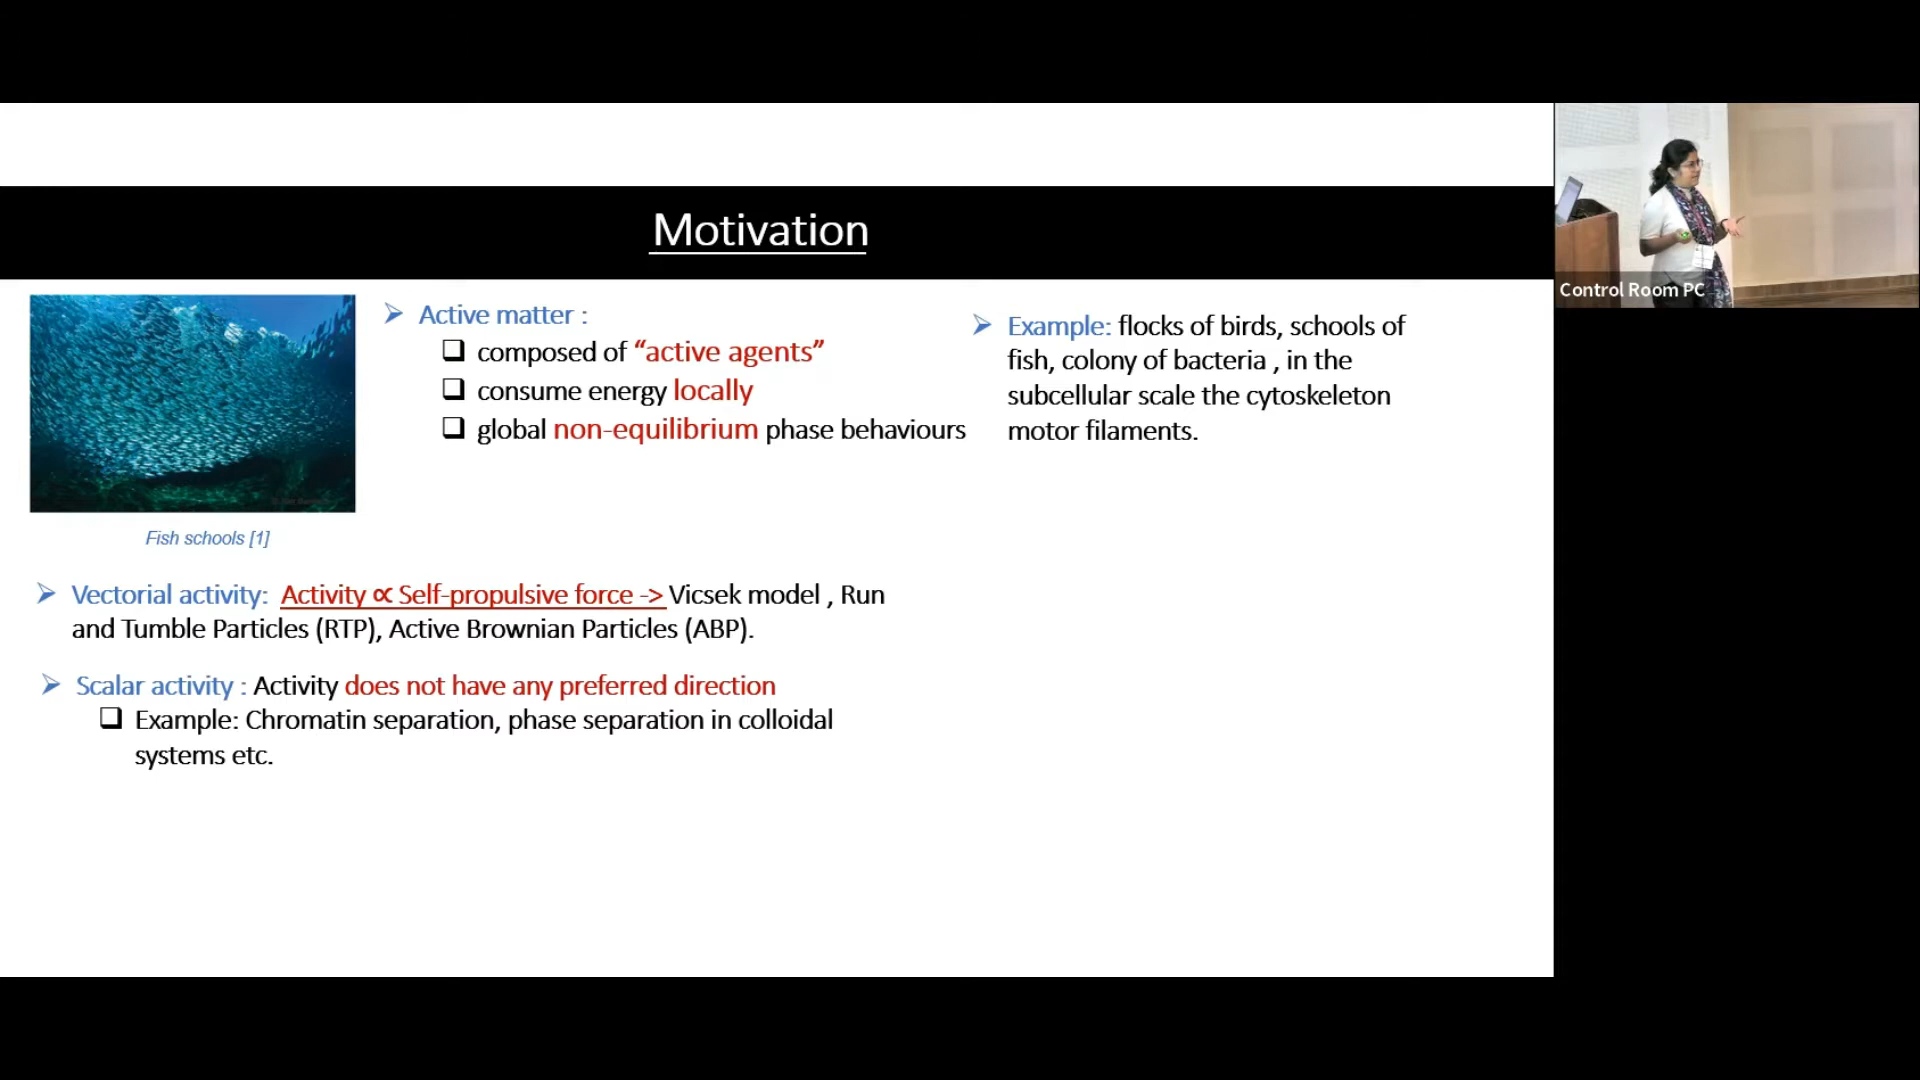 Motivation
Active matter :
composed of “active agents”
consume energy locally
global non-equilibrium phase behaviours
Example: flocks of birds, schools of
fish, colony of bacteria , in the
subcellular scale the cytoskeleton
motor filaments.
Fish schools [1]
Vectorial activity: Activity ∝ Self-propulsive force -> Vicsek model , Run
and Tumble Particles (RTP), Active Brownian Particles (ABP).
Scalar activity : Activity does not have any preferred direction
Example: Chromatin separation, phase separation in colloidal
systems etc.
Control Room PC